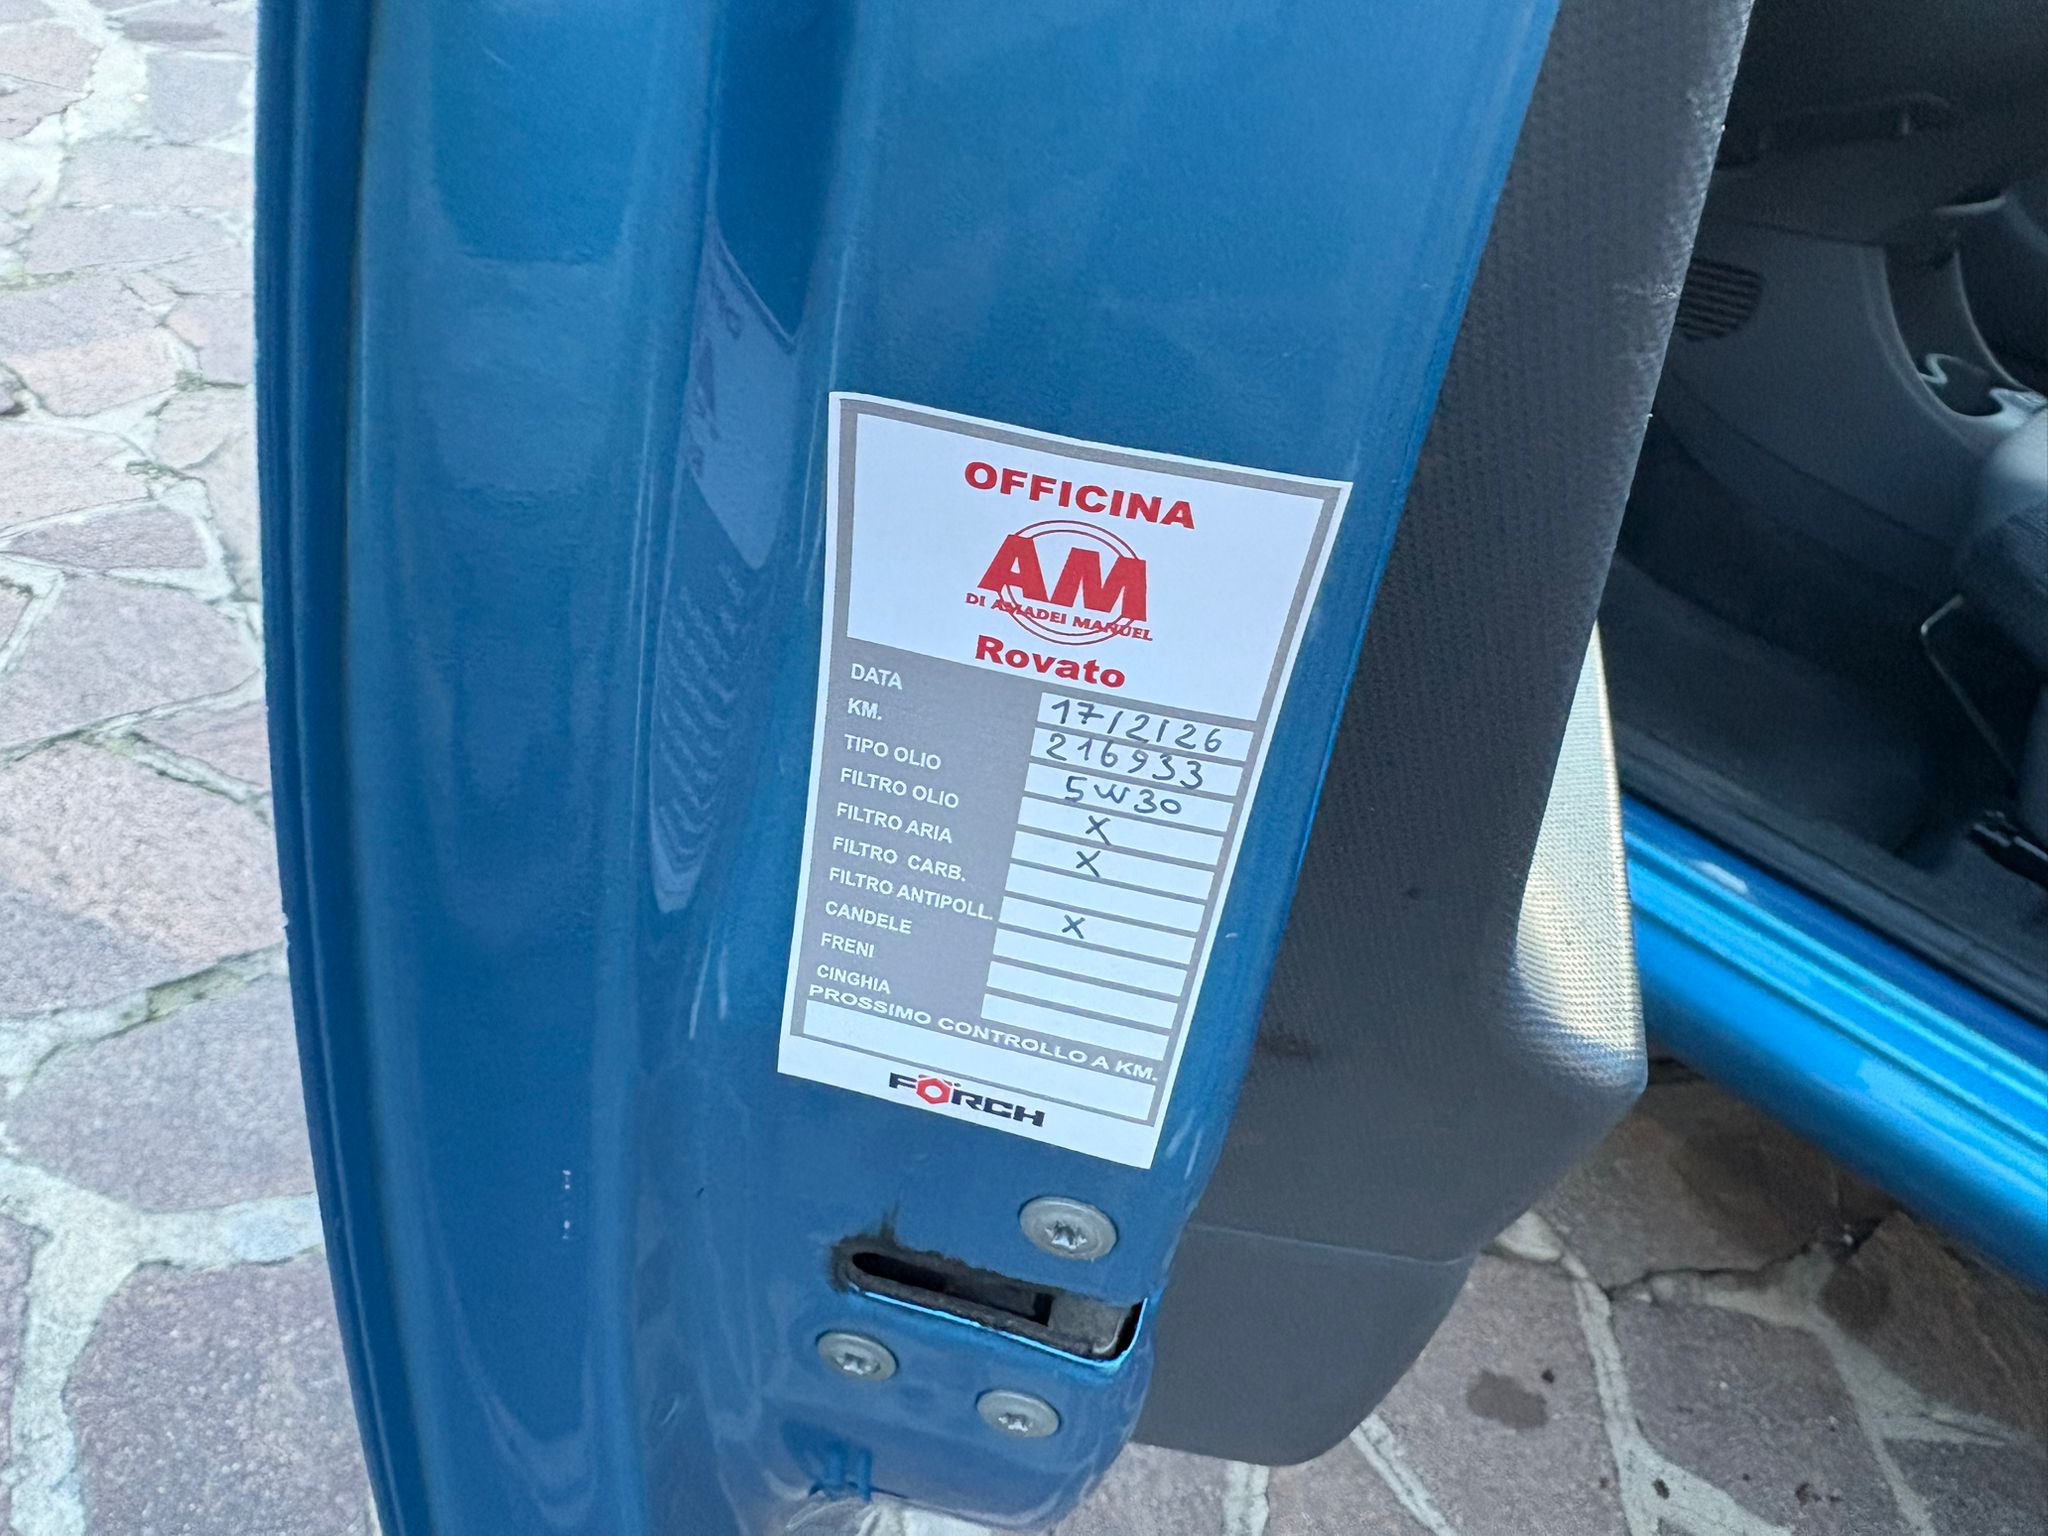 OFFICINA
AM
DI AMADEI MANUEL
Rovato
DATA 17/2/26
KM. 216933
TIPO OLIO 5W30
FILTRO OLIO X
FILTRO ARIA X
FILTRO CARB.
FILTRO ANTIPOLL. X
CANDELE
FRENI
CINGHIA
PROSSIMO CONTROLLO A KM.
FÖRCH